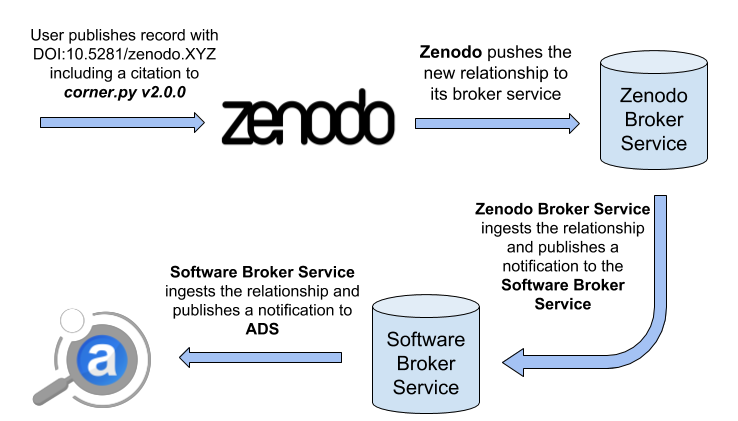 User publishes record with
DOI:10.5281/zenodo.XYZ
including a citation to
corner.py v2.0.0
zenodo
Zenodo pushes the
new relationship to
its broker service
Zenodo
Broker
Service
Zenodo Broker Service
ingests the relationship
and publishes a
notification to the
Software Broker
Service
Software Broker Service
ingests the relationship and
publishes a notification to
ADS
Software
Broker
Service
a